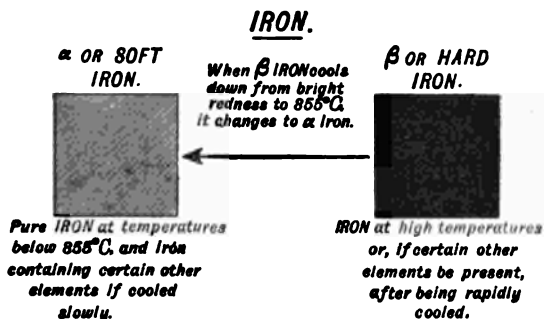 IRON.
α OR SOFT
IRON.
When β IRON cools
down from bright
redness to 855°C,
it changes to α iron.
β OR HARD
IRON.
Pure IRON at temperatures
below 855°C. and iron
containing certain other
elements if cooled
slowly.
IRON at high temperatures
or, if certain other
elements be present,
after being rapidly
cooled.